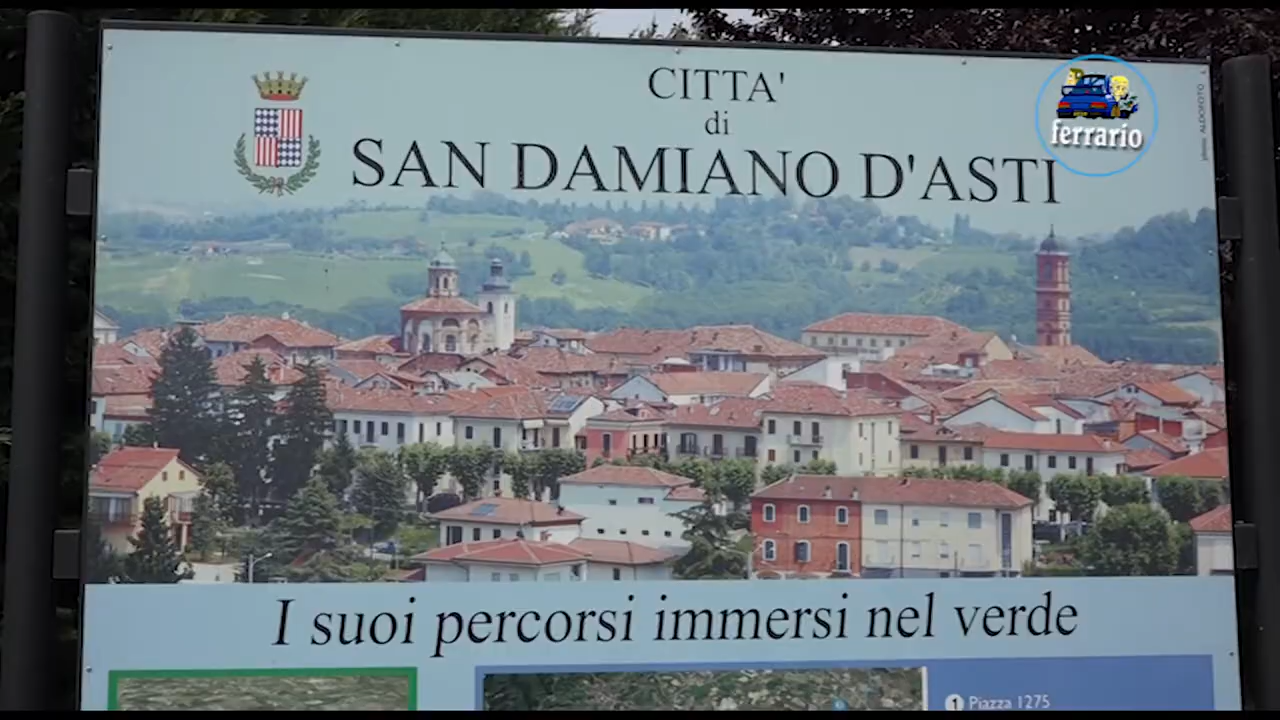 CITTA'
di
SAN DAMIANO D'ASTI
ferrario
I suoi percorsi immersi nel verde
1 Piazza 1275